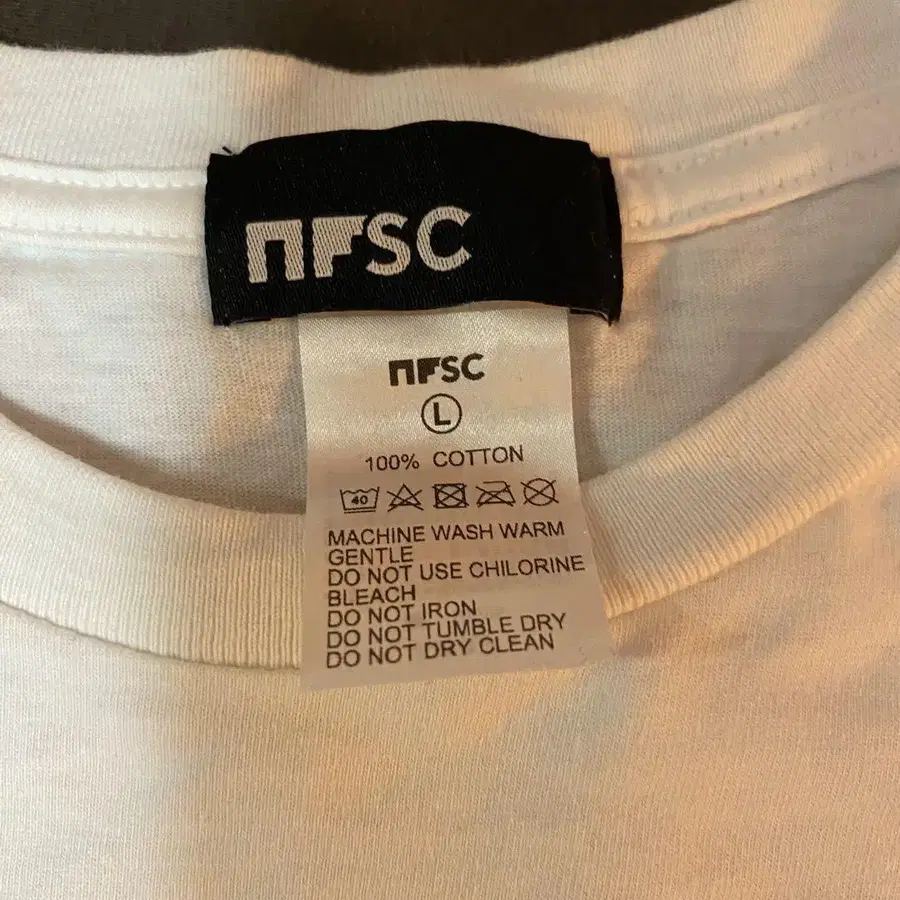 NFSC
NFSC
L
100% COTTON
40
MACHINE WASH WARM
GENTLE
DO NOT USE CHILORINE
BLEACH
DO NOT IRON
DO NOT TUMBLE DRY
DO NOT DRY CLEAN